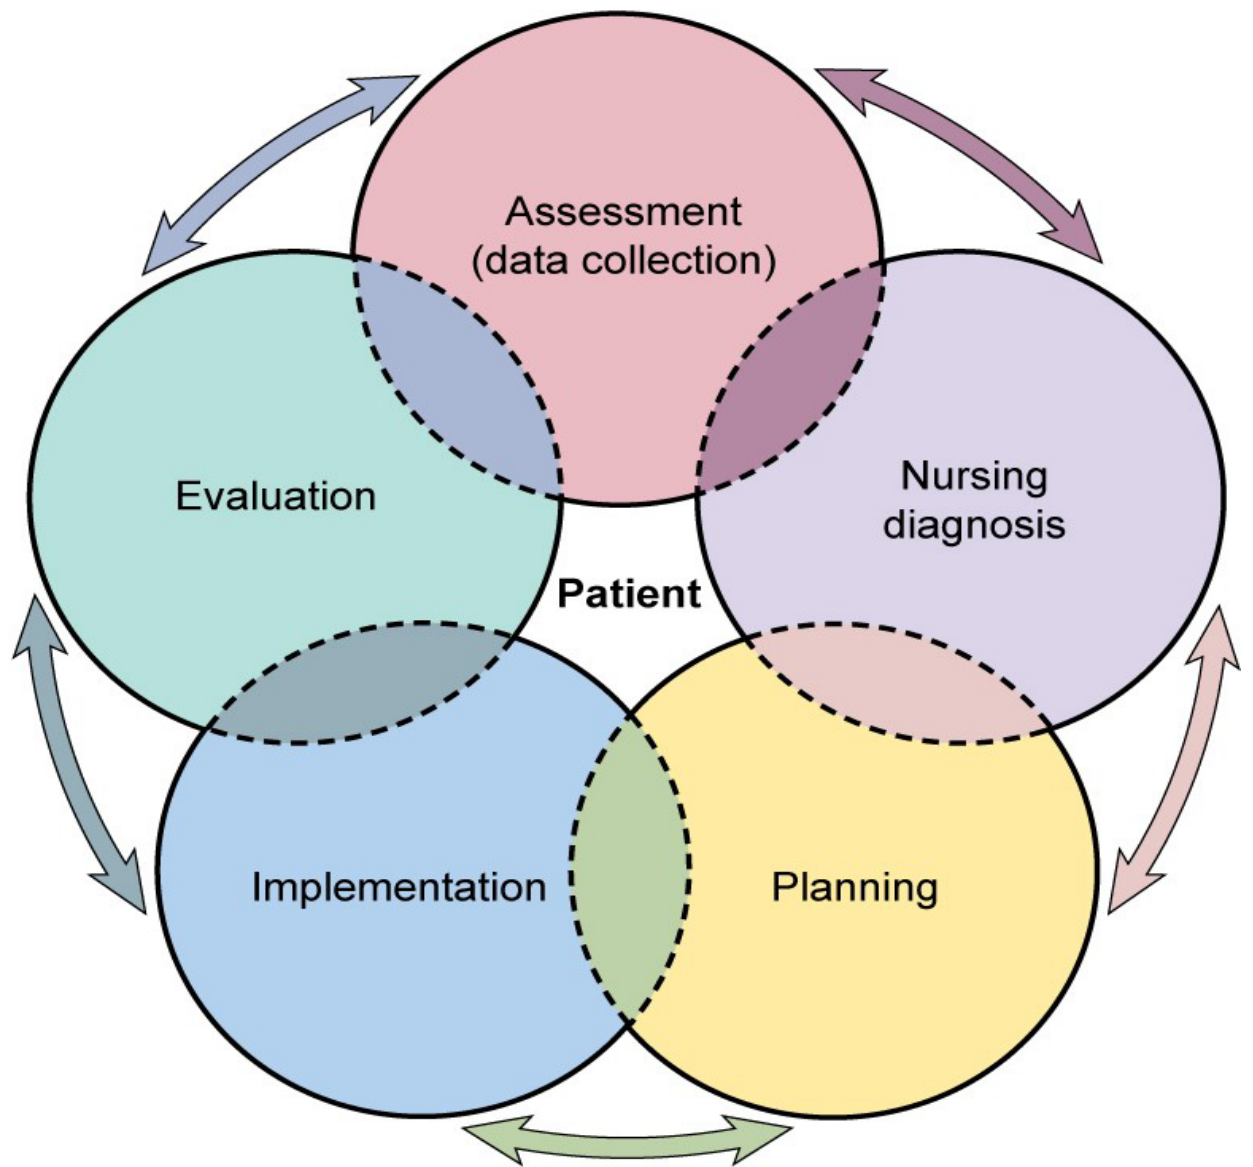 Assessment
(data collection)
Nursing
diagnosis
Evaluation
Patient
Implementation
Planning